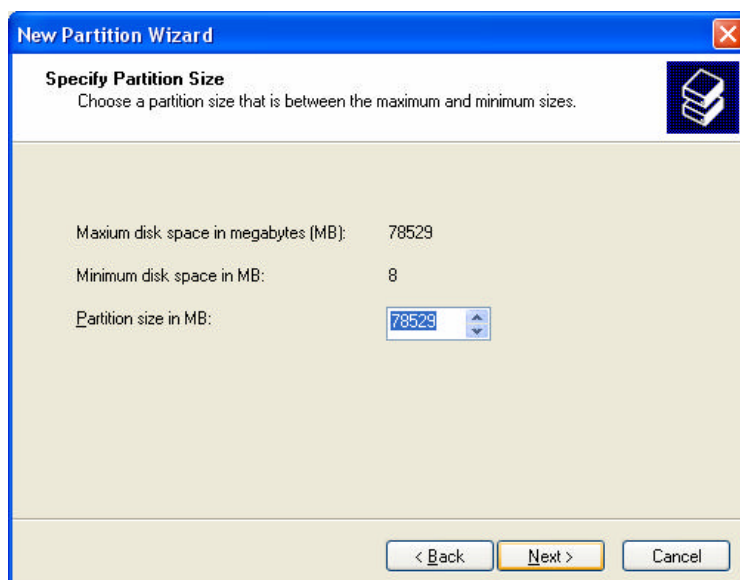 New Partition Wizard
Specify Partition Size
Choose a partition size that is between the maximum and minimum sizes.
Maxium disk space in megabytes (MB): 78529
Minimum disk space in MB: 8
Partition size in MB: 78529
< Back Next > Cancel